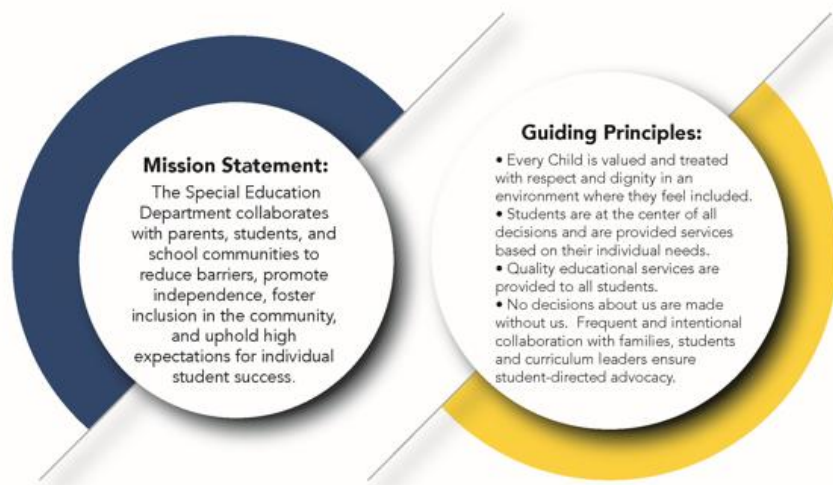 Mission Statement:
The Special Education
Department collaborates
with parents, students, and
school communities to
reduce barriers, promote
independence, foster
inclusion in the community,
and uphold high
expectations for individual
student success.
Guiding Principles:
• Every Child is valued and treated
with respect and dignity in an
environment where they feel included.
• Students are at the center of all
decisions and are provided services
based on their individual needs.
• Quality educational services are
provided to all students.
• No decisions about us are made
without us.  Frequent and intentional
collaboration with families, students
and curriculum leaders ensure
student-directed advocacy.